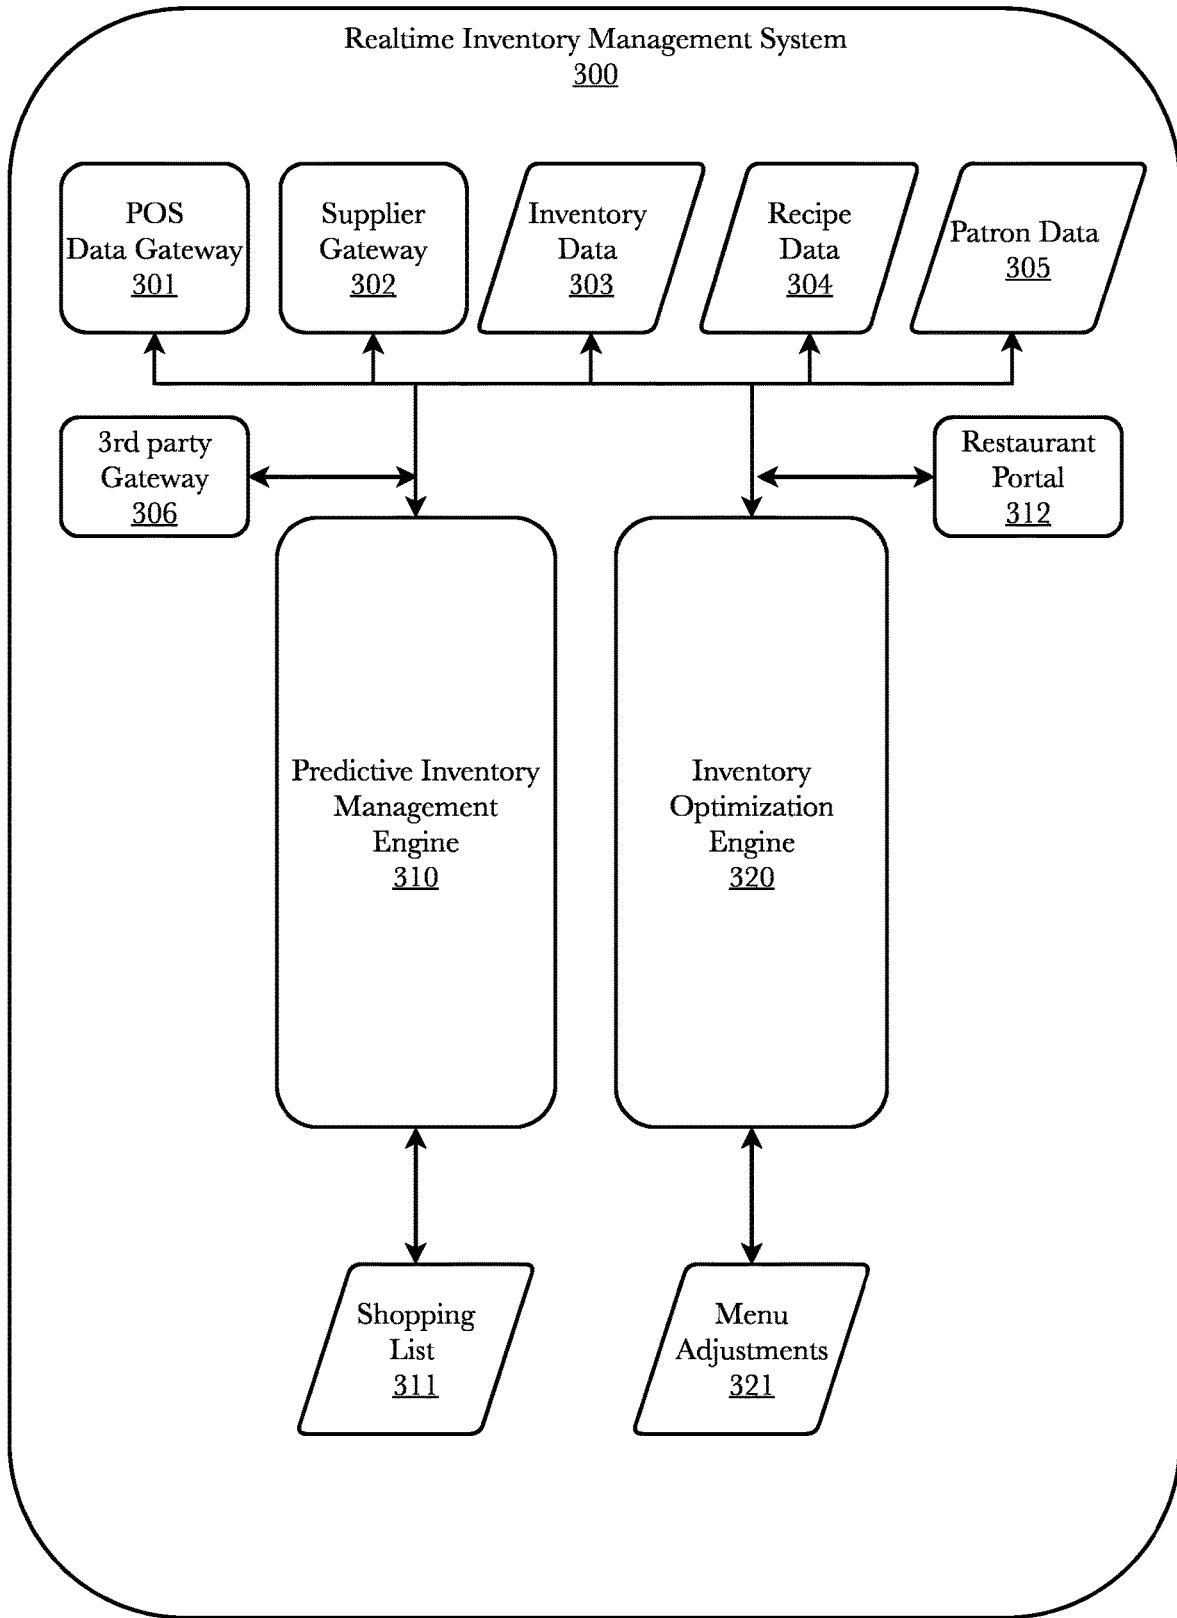 Realtime Inventory Management System
300
POS
Data Gateway
301
Supplier
Gateway
302
Inventory
Data
303
Recipe
Data
304
Patron Data
305
3rd party
Gateway
306
Restaurant
Portal
312
Predictive Inventory
Management
Engine
310
Inventory
Optimization
Engine
320
Shopping
List
311
Menu
Adjustments
321